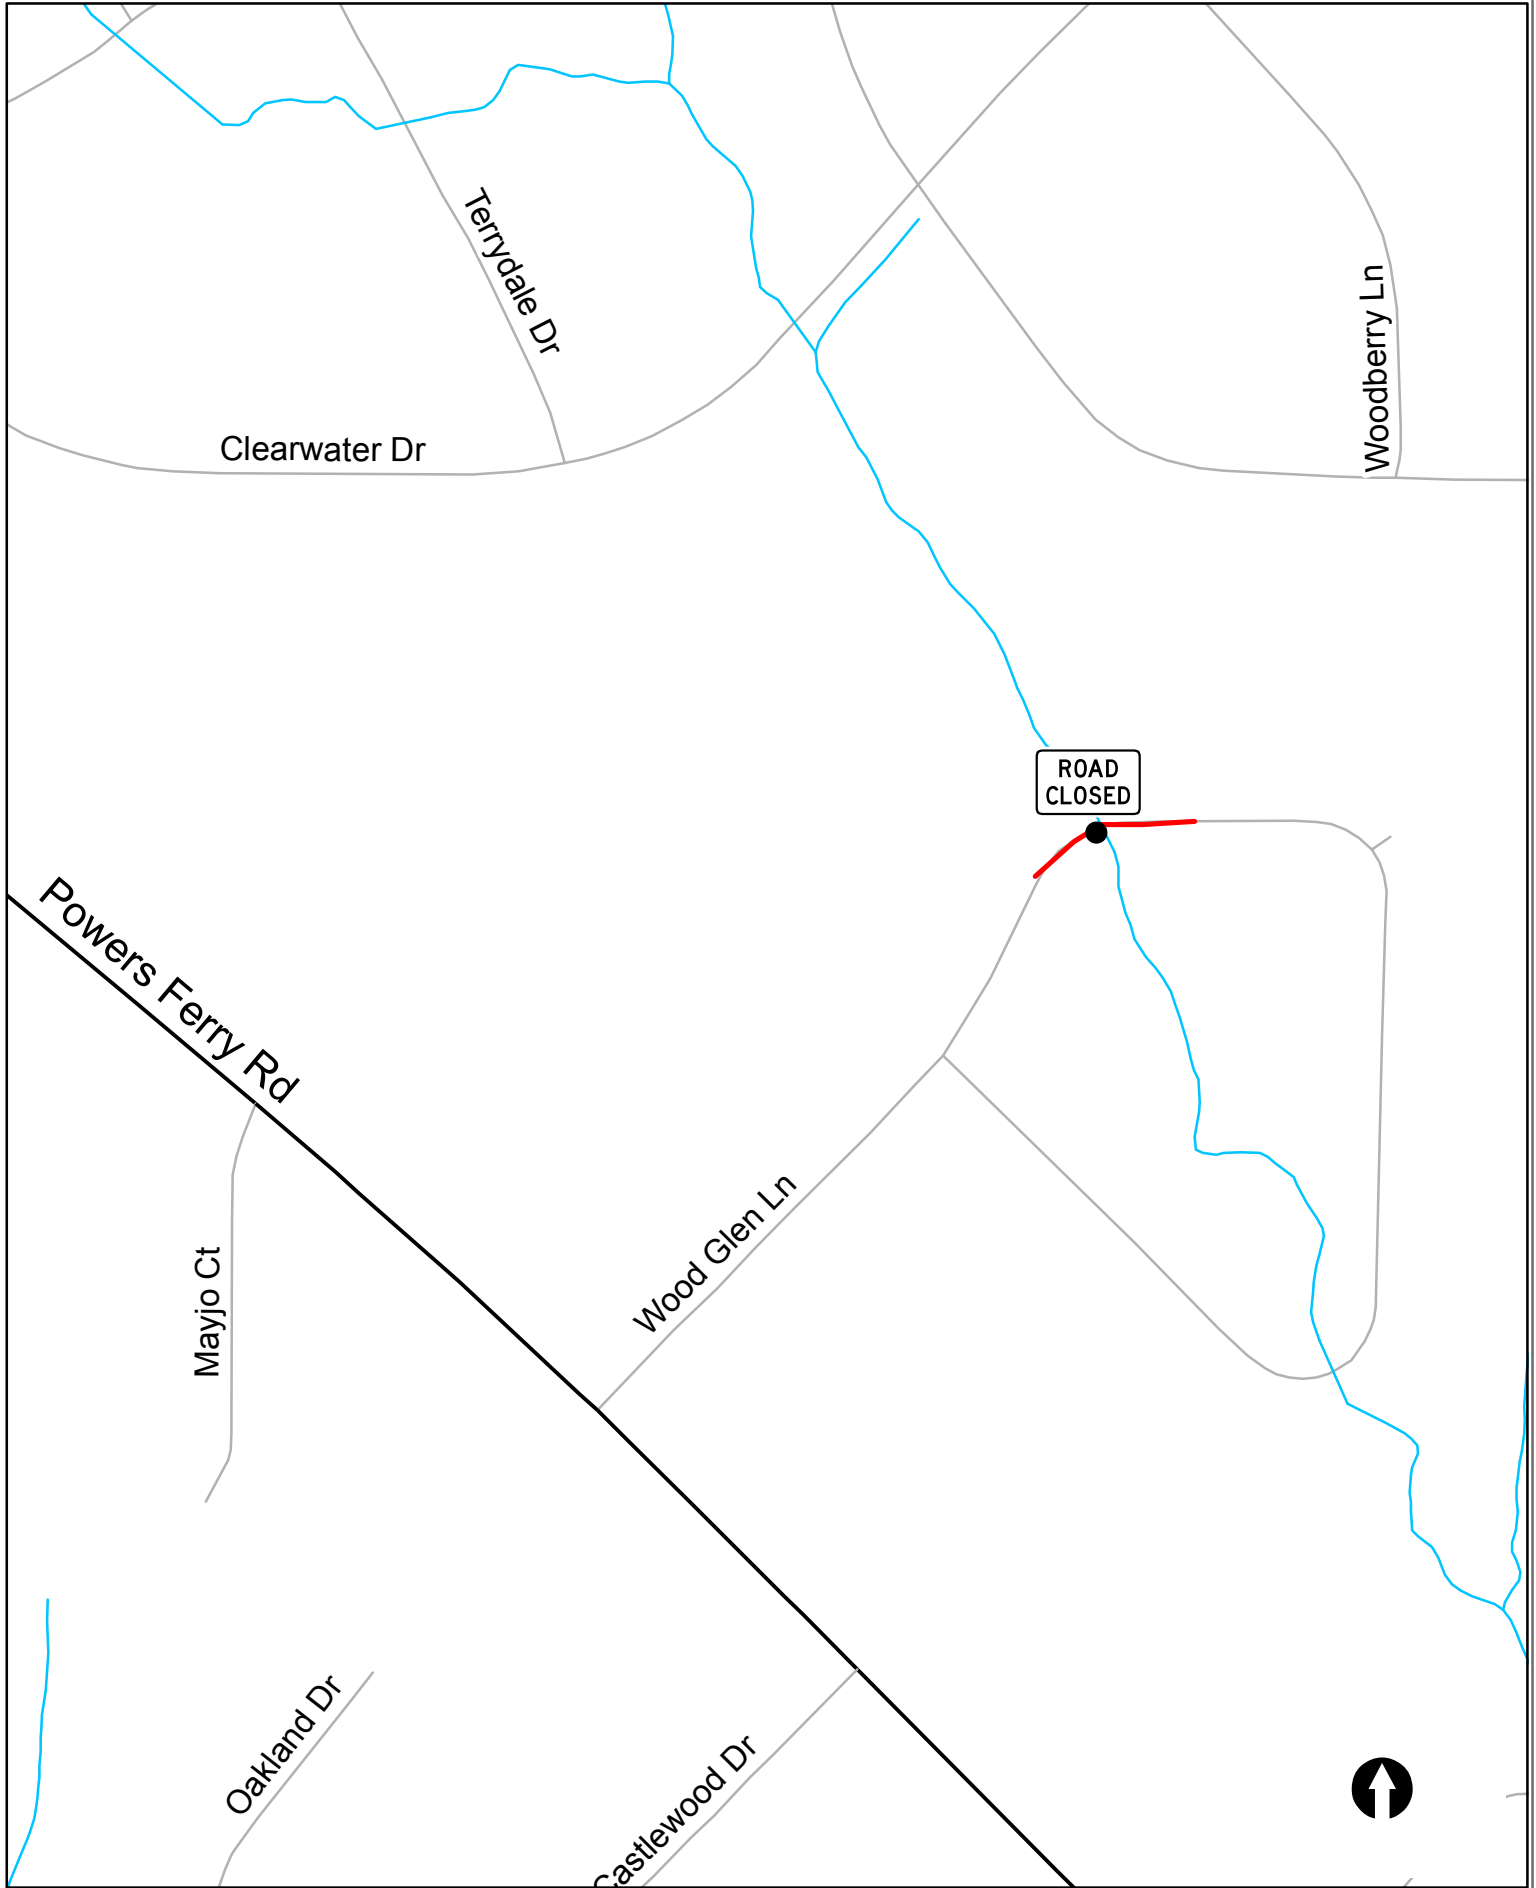 Terrydale Dr
Woodberry Ln
Clearwater Dr
ROAD
CLOSED
Powers Ferry Rd
Wood Glen Ln
Mayjo Ct
Oakland Dr
Castlewood Dr